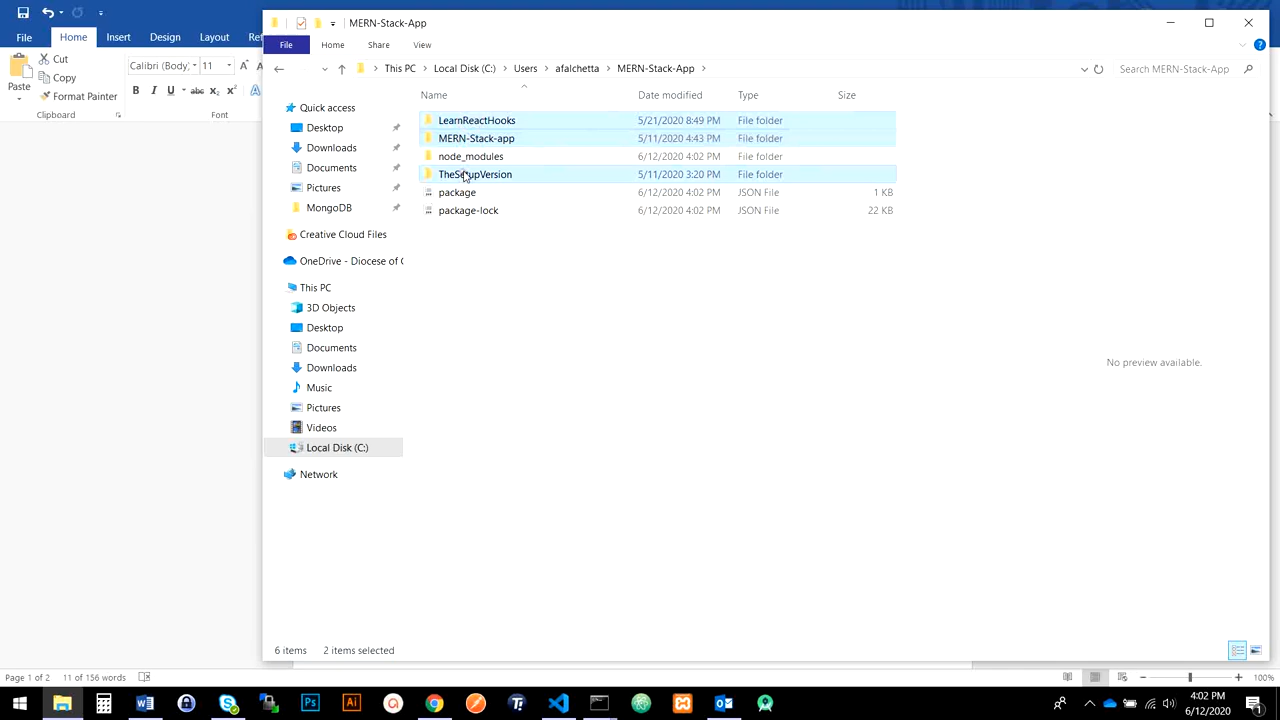 MERN-Stack-App
File Home Insert Design Layout
File Home Share View
Cut
Copy
Format Painter
Paste
Clipboard
Calibri (Body) 11
B I U abc X₂ X² A
Font
This PC > Local Disk (C:) > Users > afalchetta > MERN-Stack-App >
Search MERN-Stack-App
Name Date modified Type Size
LearnReactHooks 5/21/2020 8:49 PM File folder
MERN-Stack-app 5/11/2020 4:43 PM File folder
node_modules 6/12/2020 4:02 PM File folder
TheSetupVersion 5/11/2020 3:20 PM File folder
package 6/12/2020 4:02 PM JSON File 1 KB
package-lock 6/12/2020 4:02 PM JSON File 22 KB
Quick access
Desktop
Downloads
Documents
Pictures
MongoDB
Creative Cloud Files
OneDrive - Diocese of
This PC
3D Objects
Desktop
Documents
Downloads
Music
Pictures
Videos
Local Disk (C:)
Network
No preview available.
6 items 2 items selected
Page 1 of 2 11 of 156 words
100%
Ps Ai
4:02 PM
6/12/2020